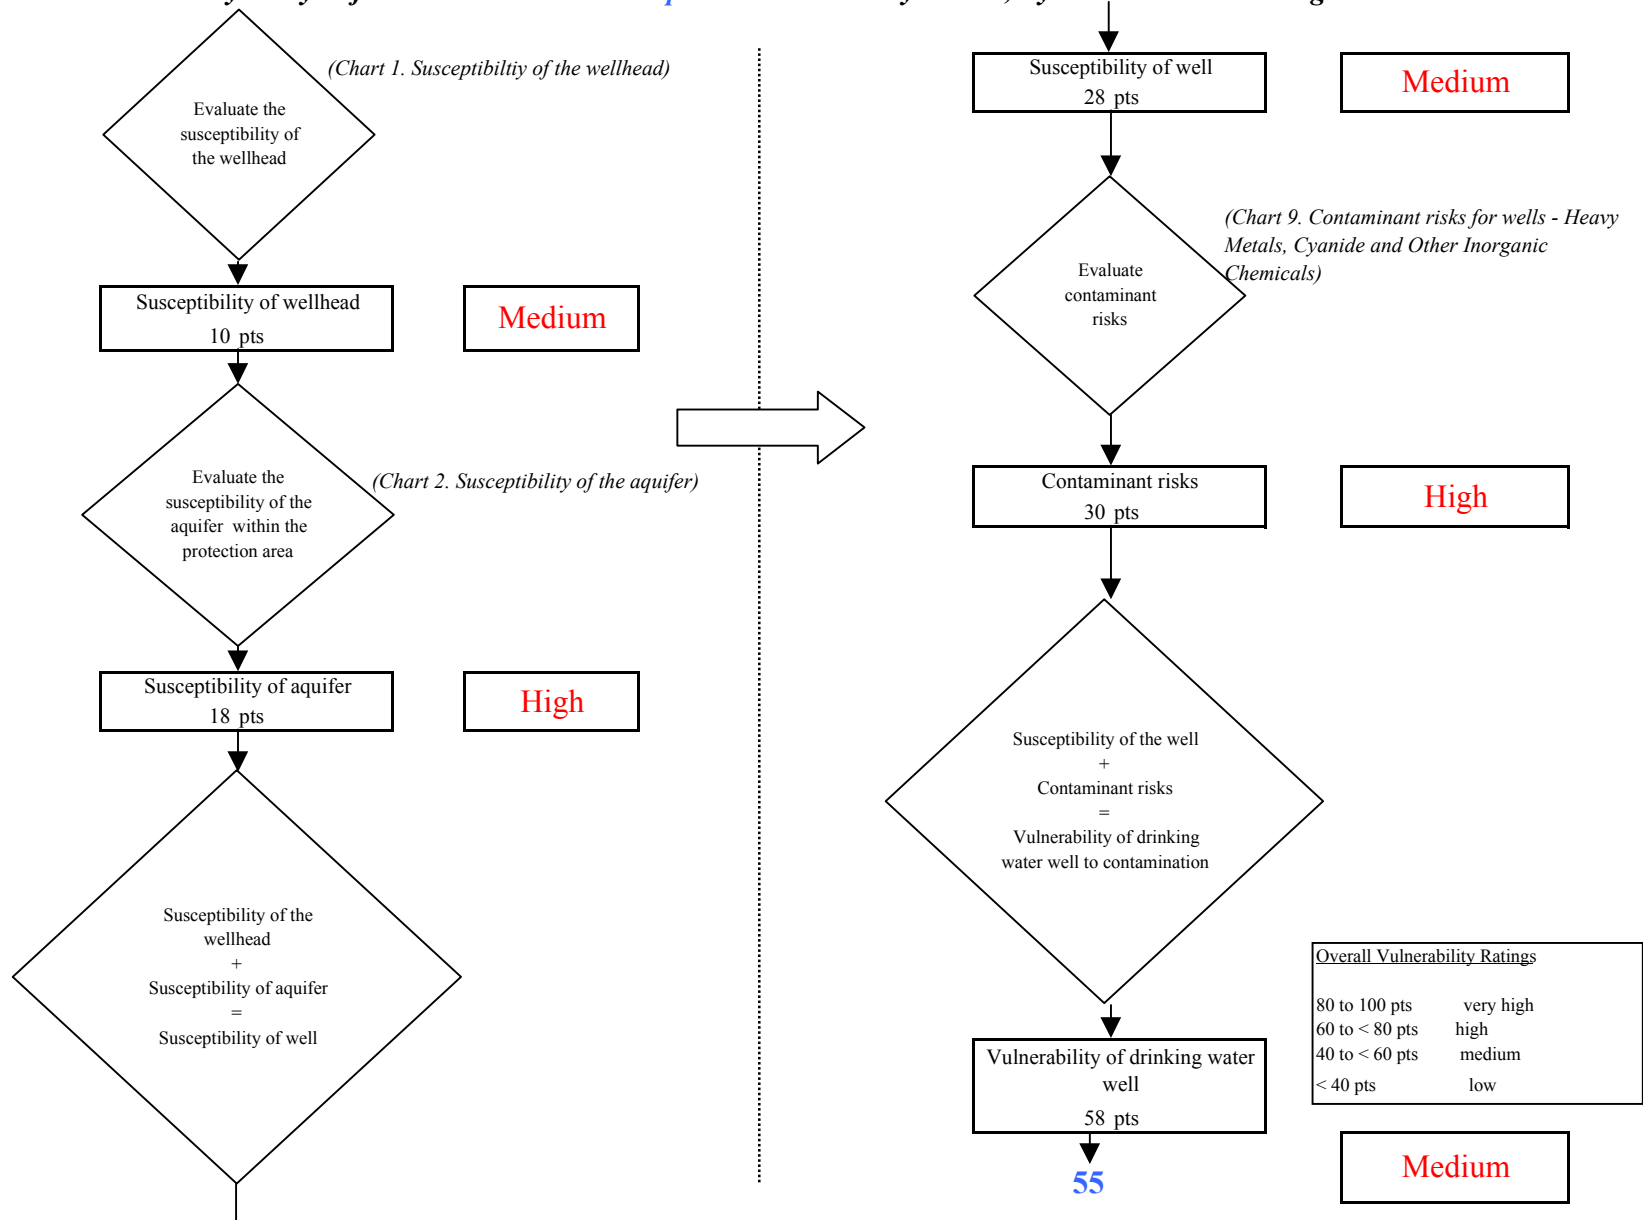 (Chart 1. Susceptibiltiy of the wellhead)
Evaluate the
susceptibility of
the wellhead
Susceptibility of wellhead
10 pts
Medium
Evaluate the
susceptibility of the
aquifer within the
protection area
(Chart 2. Susceptibility of the aquifer)
Susceptibility of aquifer
18 pts
High
Susceptibility of the
wellhead
+
Susceptibility of aquifer
=
Susceptibility of well
Susceptibility of well
28 pts
Medium
(Chart 9. Contaminant risks for wells - Heavy
Metals, Cyanide and Other Inorganic
Chemicals)
Evaluate
contaminant
risks
Contaminant risks
30 pts
High
Susceptibility of the well
+
Contaminant risks
=
Vulnerability of drinking
water well to contamination
Overall Vulnerability Ratings
80 to 100 pts very high
60 to < 80 pts high
40 to < 60 pts medium
< 40 pts low
Vulnerability of drinking water
well
58 pts
55
Medium